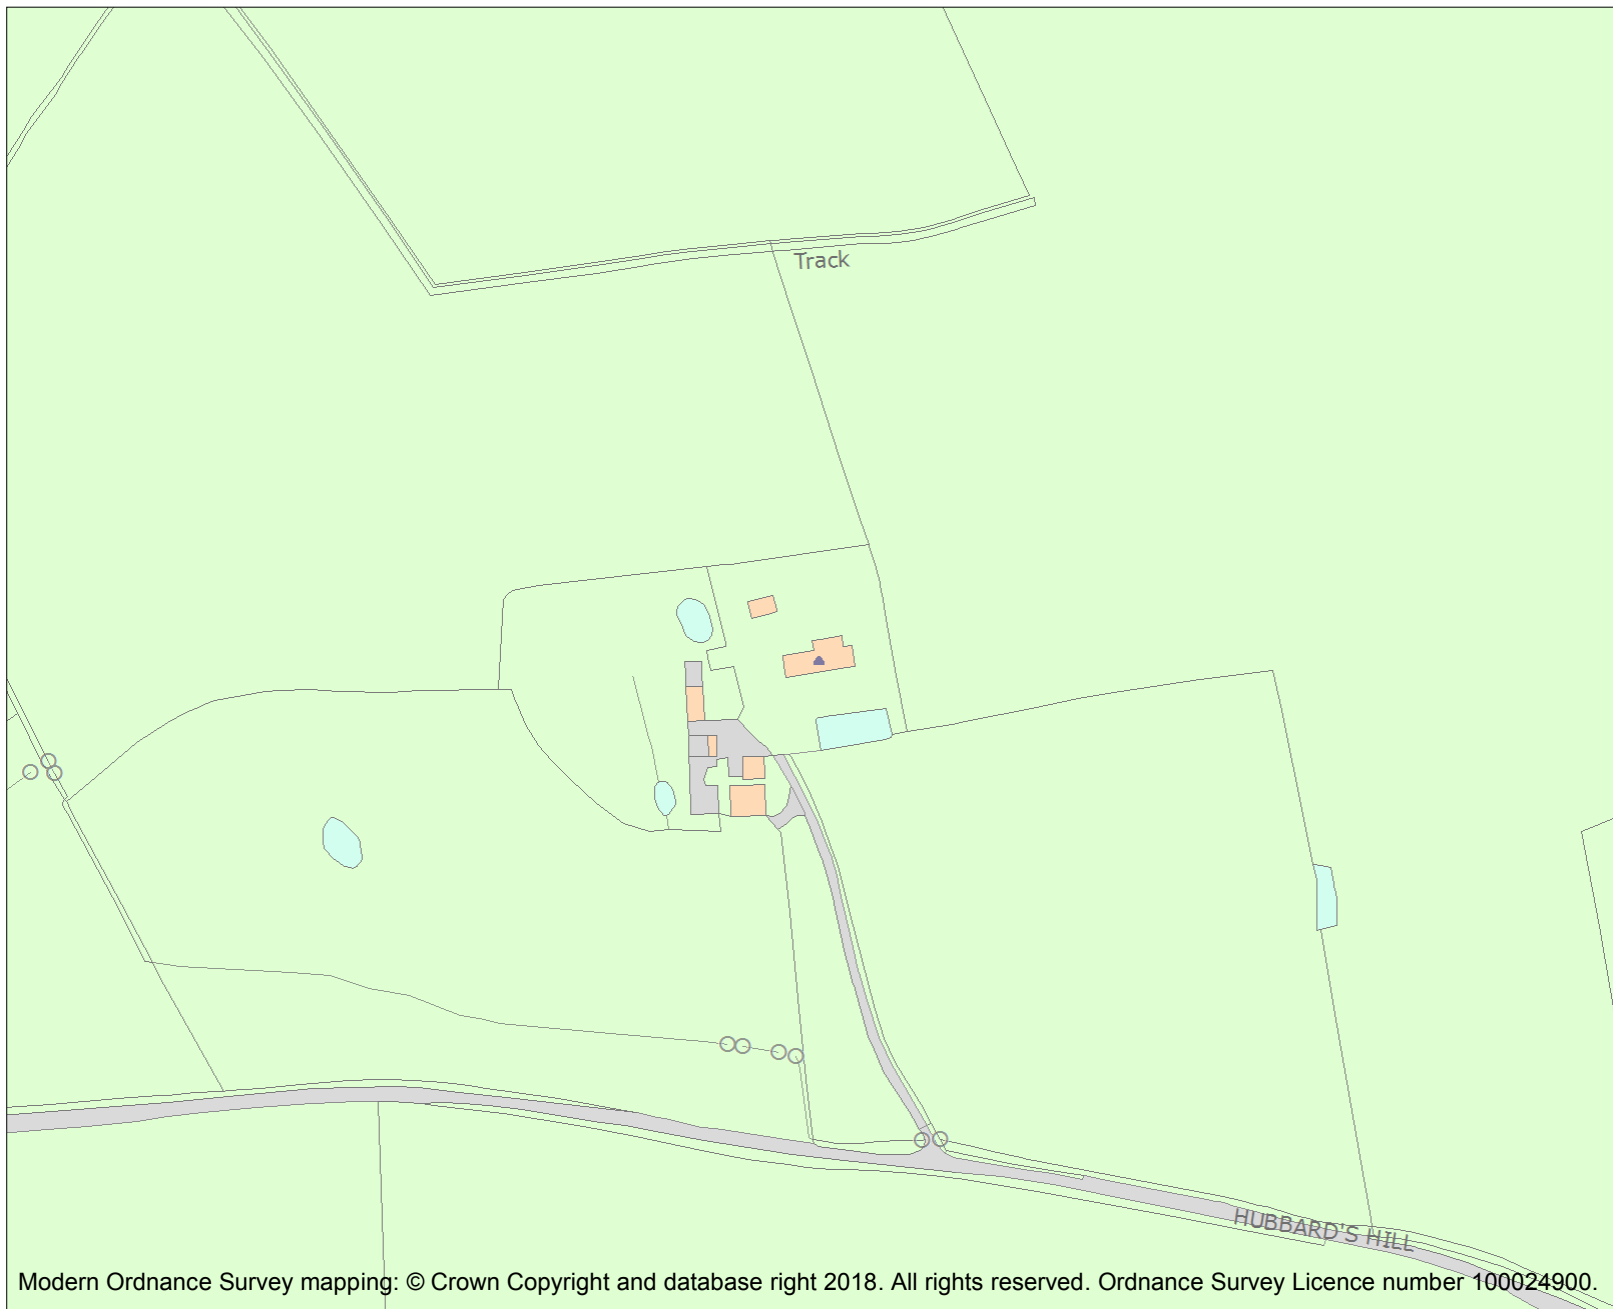 Track
HUBBARD'S HILL
Modern Ordnance Survey mapping: © Crown Copyright and database right 2018. All rights reserved. Ordnance Survey Licence number 100024900.